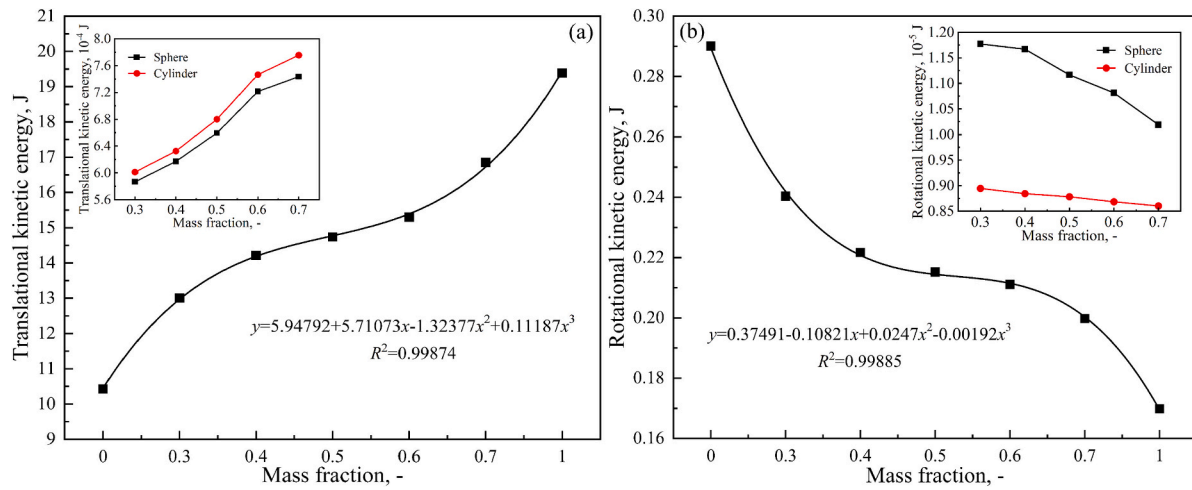 (a)
Translational kinetic energy, J
21
20
19
18
17
16
15
14
13
12
11
10
9
0 0.3 0.4 0.5 0.6 0.7 1
Mass fraction, -
Translational kinetic energy, 10⁻⁴ J
8.0
7.2
6.4
5.6
Sphere
Cylinder
0.3 0.4 0.5 0.6 0.7
Mass fraction, -
y=5.94792+5.71073x-1.32377x²+0.11187x³
R²=0.99874
(b)
Rotational kinetic energy, J
0.30
0.28
0.26
0.24
0.22
0.20
0.18
0.16
0 0.3 0.4 0.5 0.6 0.7 1
Mass fraction, -
Rotational kinetic energy, 10⁻⁵ J
1.20
1.15
1.10
1.05
1.00
0.95
0.90
0.85
Sphere
Cylinder
0.3 0.4 0.5 0.6 0.7
Mass fraction, -
y=0.37491-0.10821x+0.0247x²-0.00192x³
R²=0.99885